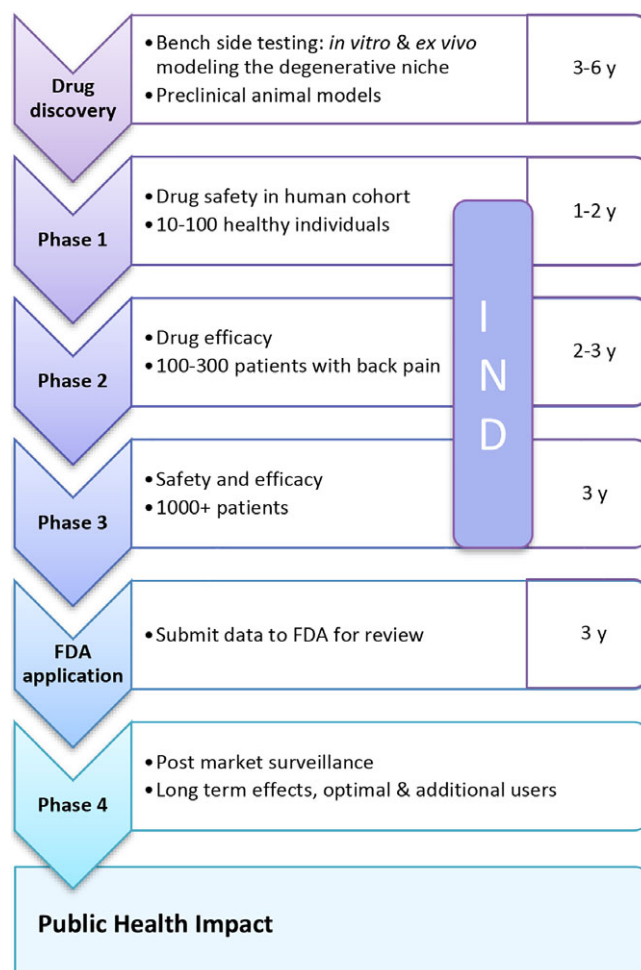 Drug
discovery
• Bench side testing: in vitro & ex vivo
modeling the degenerative niche
• Preclinical animal models
3-6 y
Phase 1
• Drug safety in human cohort
• 10-100 healthy individuals
1-2 y
Phase 2
• Drug efficacy
• 100-300 patients with back pain
2-3 y
I
N
D
Phase 3
• Safety and efficacy
• 1000+ patients
3 y
FDA
application
• Submit data to FDA for review
3 y
Phase 4
• Post market surveillance
• Long term effects, optimal & additional users
Public Health Impact